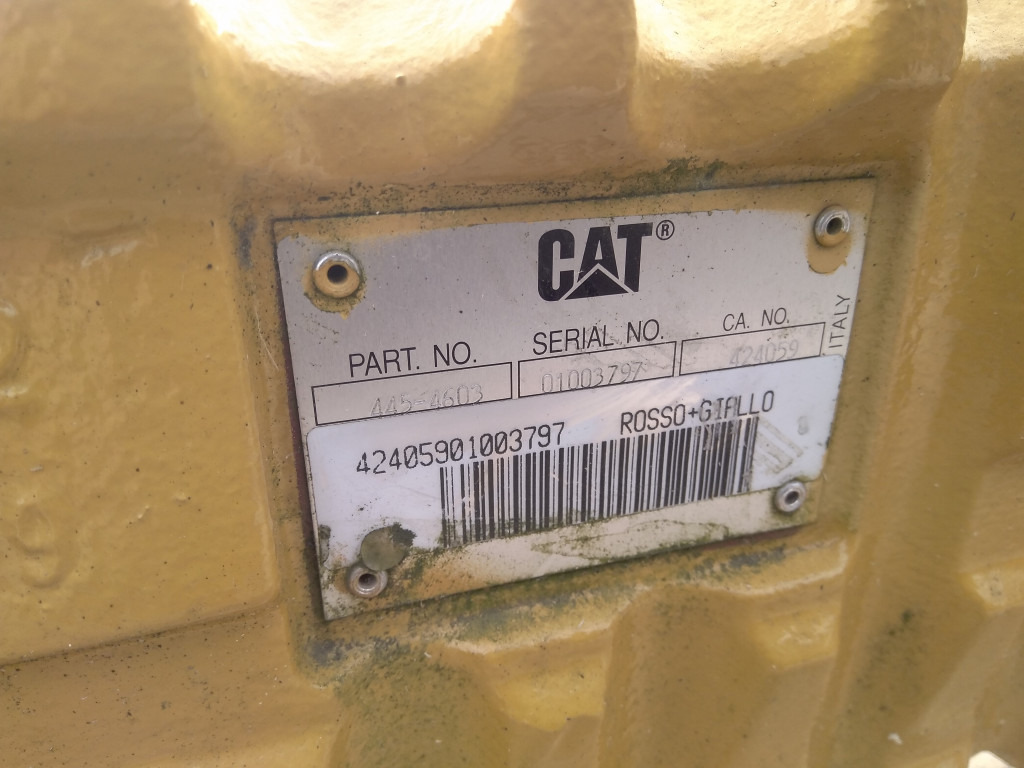 CAT®
PART. NO. SERIAL NO. CA. NO.
445-4603 01003797 424059
ITALY
42405901003797 ROSSO+GIALLO